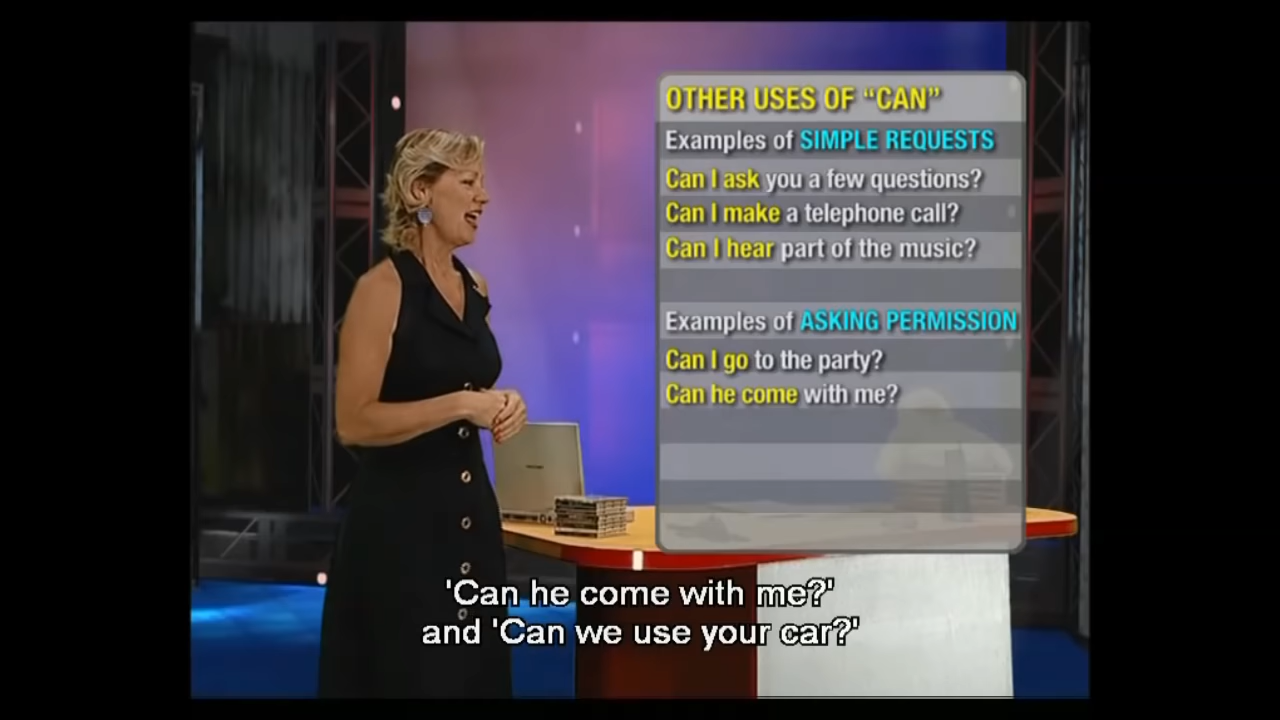 OTHER USES OF “CAN”
Examples of SIMPLE REQUESTS
Can I ask you a few questions?
Can I make a telephone call?
Can I hear part of the music?
Examples of ASKING PERMISSION
Can I go to the party?
Can he come with me?
'Can he come with me?'
and 'Can we use your car?'